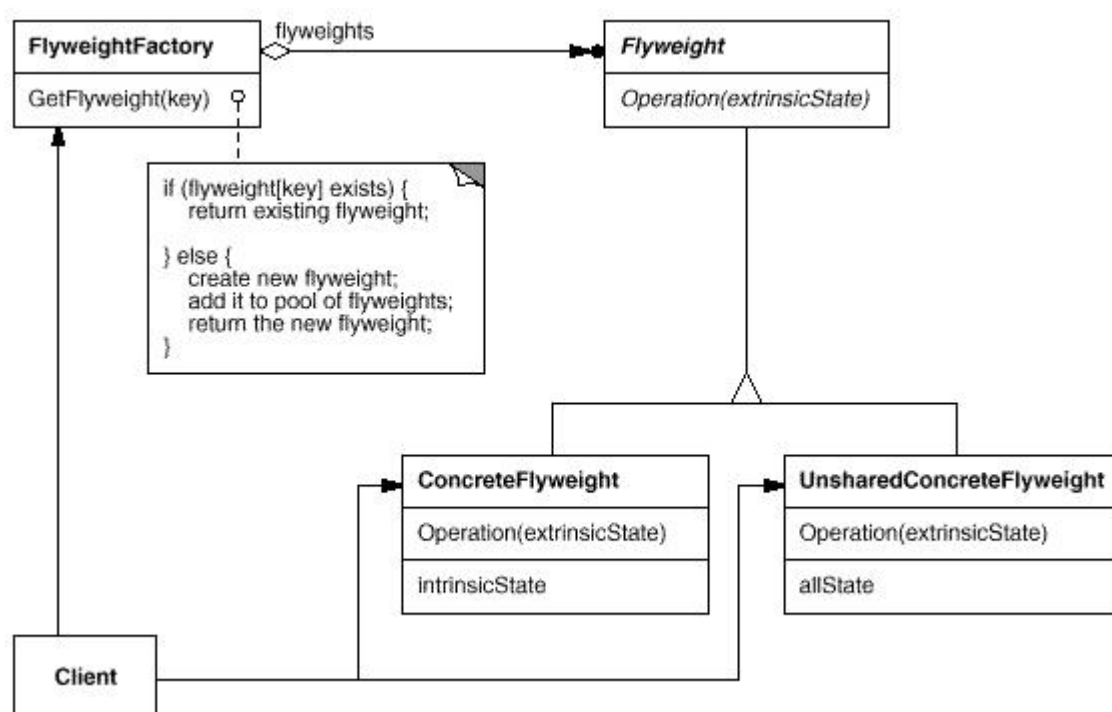 flyweights
FlyweightFactory
GetFlyweight(key)
Flyweight
Operation(extrinsicState)
if (flyweight[key] exists) {
return existing flyweight;
} else {
create new flyweight;
add it to pool of flyweights;
return the new flyweight;
}
ConcreteFlyweight
Operation(extrinsicState)
intrinsicState
UnsharedConcreteFlyweight
Operation(extrinsicState)
allState
Client